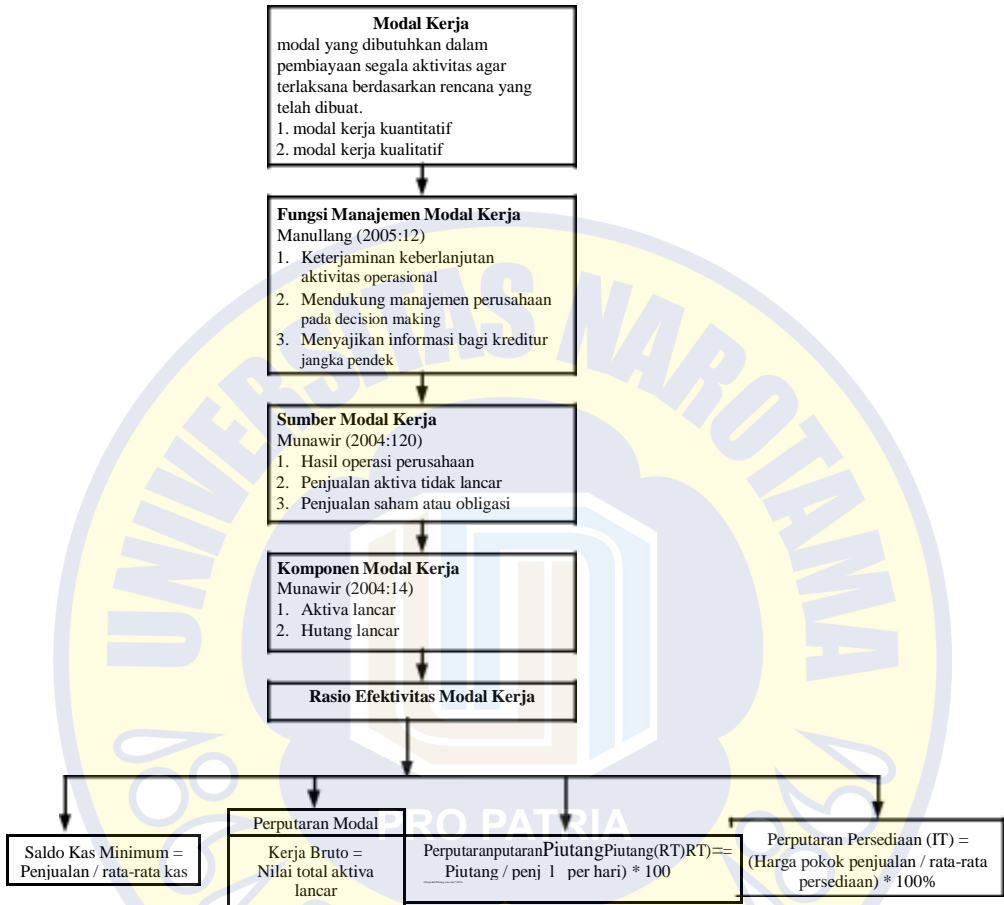 Modal Kerja
modal yang dibutuhkan dalam
pembiayaan segala aktivitas agar
terlaksana berdasarkan rencana yang
telah dibuat.
1. modal kerja kuantitatif
2. modal kerja kualitatif
Fungsi Manajemen Modal Kerja
Manullang (2005:12)
1. Keterjaminan keberlanjutan
aktivitas operasional
2. Mendukung manajemen perusahaan
pada decision making
3. Menyajikan informasi bagi kreditur
jangka pendek
Sumber Modal Kerja
Munawir (2004:120)
1. Hasil operasi perusahaan
2. Penjualan aktiva tidak lancar
3. Penjualan saham atau obligasi
Komponen Modal Kerja
Munawir (2004:14)
1. Aktiva lancar
2. Hutang lancar
Rasio Efektivitas Modal Kerja
Saldo Kas Minimum =
Penjualan / rata-rata kas
Perputaran Modal
Kerja Bruto =
Nilai total aktiva
lancar
PerputaranputaranPiutangPiutang(RT)RT)==
Piutang / penj l per hari) * 100
Perputaran Persediaan (IT) =
(Harga pokok penjualan / rata-rata
persediaan) * 100%
UNIVERSITAS NAROTAMA
PRO PATRIA